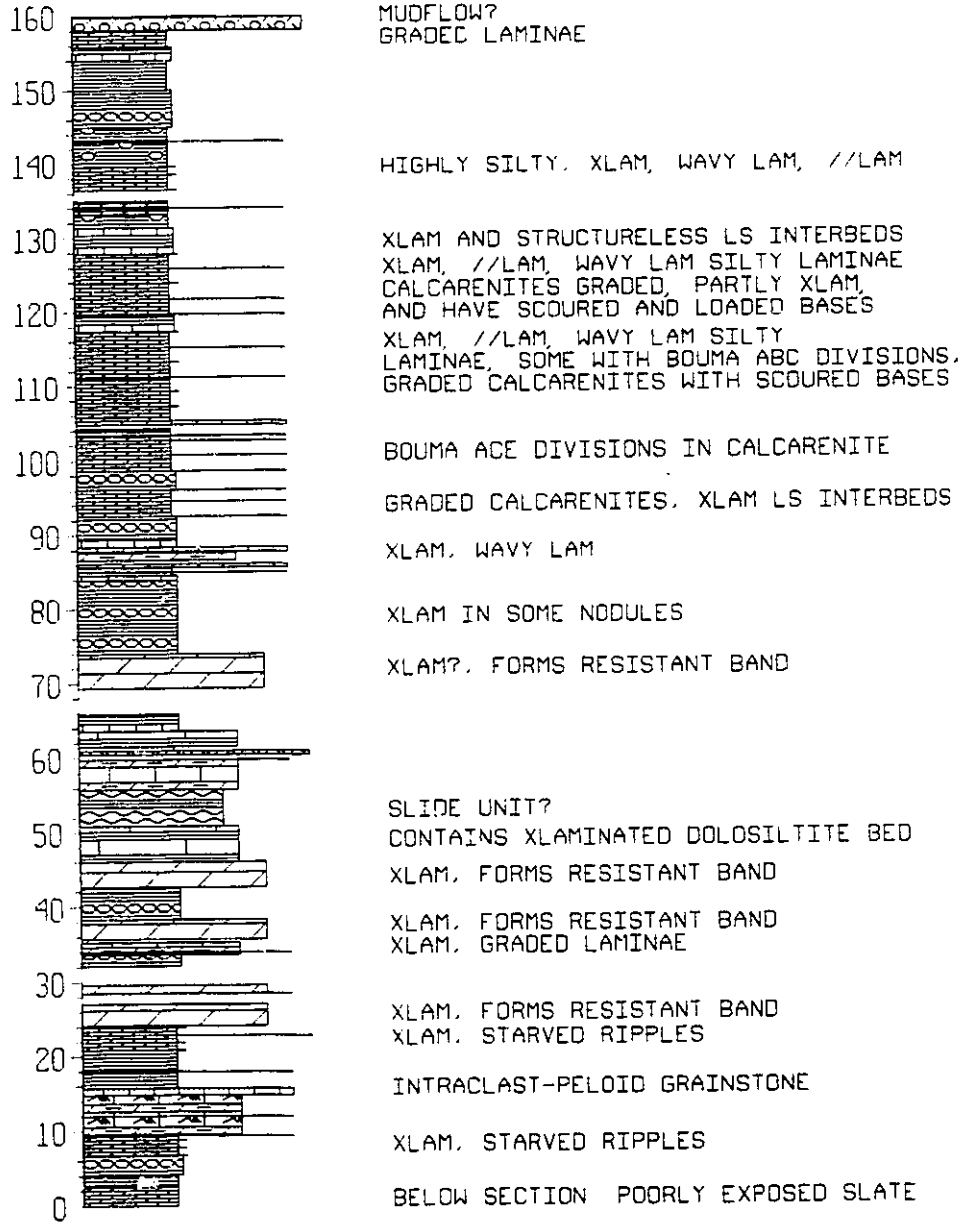 160
MUDFLOW?
GRADEC LAMINAE
150
140
HIGHLY SILTY. XLAM, WAVY LAM, //LAM
130
XLAM AND STRUCTURELESS LS INTERBEDS
XLAM, //LAM, WAVY LAM SILTY LAMINAE
CALCARENITES GRADED, PARTLY XLAM,
AND HAVE SCOURED AND LOADED BASES
120
XLAM, //LAM, WAVY LAM SILTY
LAMINAE, SOME WITH BOUMA ABC DIVISIONS.
GRADED CALCARENITES WITH SCOURED BASES
110
BOUMA ACE DIVISIONS IN CALCARENITE
100
GRADED CALCARENITES. XLAM LS INTERBEDS
90
XLAM. WAVY LAM
80
XLAM IN SOME NODULES
XLAM?. FORMS RESISTANT BAND
70
60
SLIDE UNIT?
50
CONTAINS XLAMINATED DOLOSILTITE BED
XLAM. FORMS RESISTANT BAND
40
XLAM. FORMS RESISTANT BAND
XLAM. GRADED LAMINAE
30
XLAM. FORMS RESISTANT BAND
XLAM. STARVED RIPPLES
20
INTRACLAST-PELOID GRAINSTONE
10
XLAM. STARVED RIPPLES
0
BELOW SECTION POORLY EXPOSED SLATE